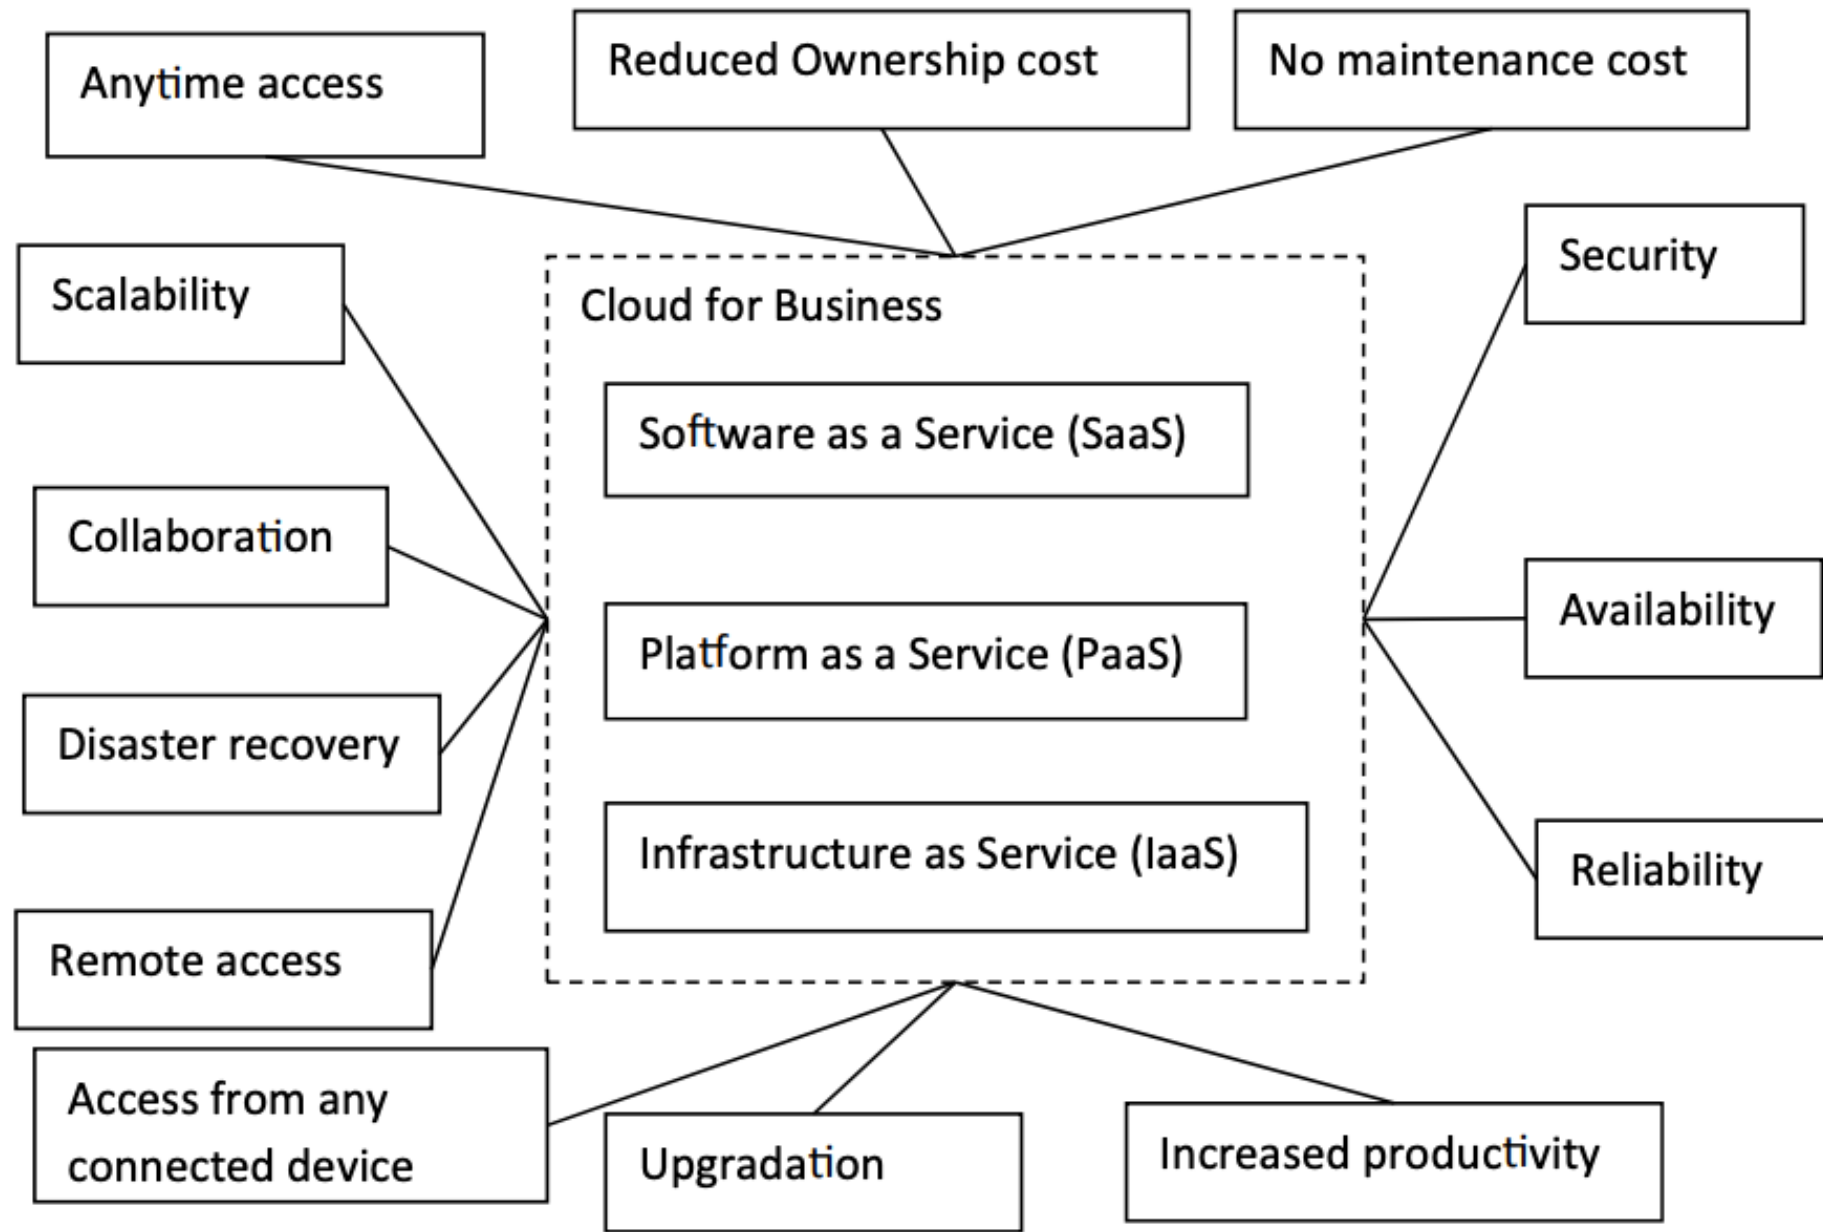 Anytime access
Reduced Ownership cost
No maintenance cost
Scalability
Security
Cloud for Business
Software as a Service (SaaS)
Collaboration
Availability
Platform as a Service (PaaS)
Disaster recovery
Infrastructure as Service (IaaS)
Reliability
Remote access
Access from any
connected device
Upgradation
Increased productivity